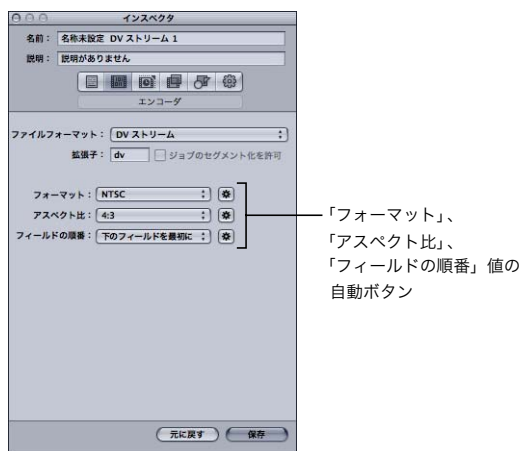 インスペクタ
名前： 名称未設定 DV ストリーム 1
説明： 説明がありません
エンコーダ
ファイルフォーマット： DV ストリーム
拡張子： dv ジョブのセグメント化を許可
フォーマット： NTSC
アスペクト比： 4:3
フィールドの順番： 下のフィールドを最初に
「フォーマット」、
「アスペクト比」、
「フィールドの順番」値の
自動ボタン
元に戻す 保存